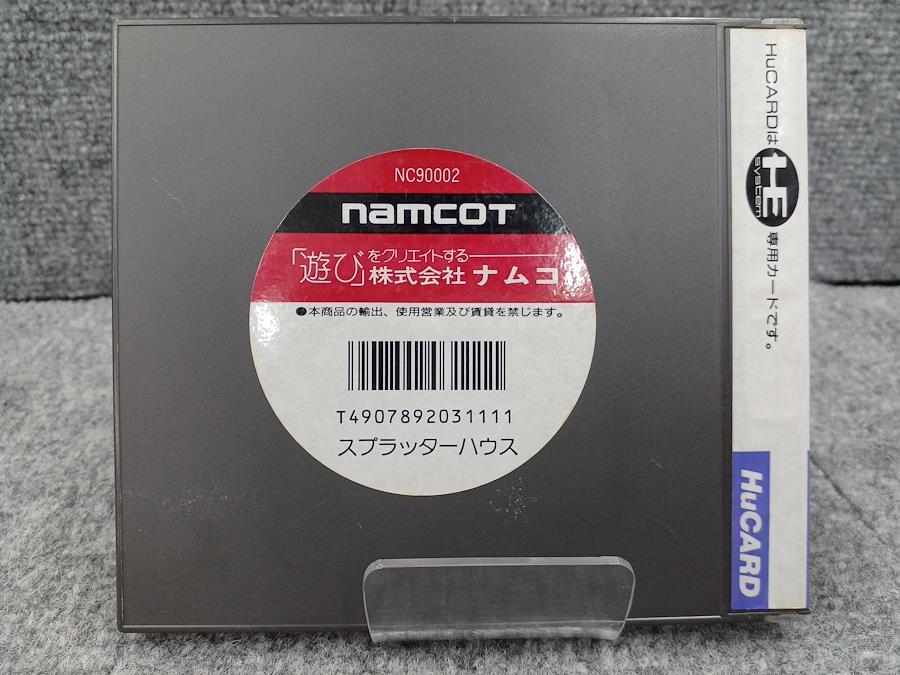 NC90002
namcoT
「遊び」をクリエイトする
株式会社 ナムコ
●本商品の輸出、使用営業及び賃貸を禁じます。
T4907892031111
スプラッターハウス
HuCARDは HE system 専用カードです。
HuCARD